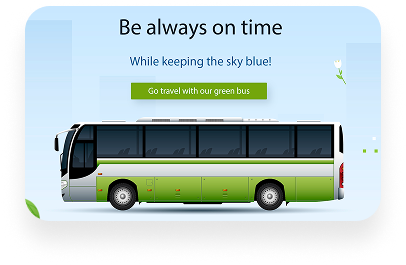 Be always on time
While keeping the sky blue!
Go travel with our green bus